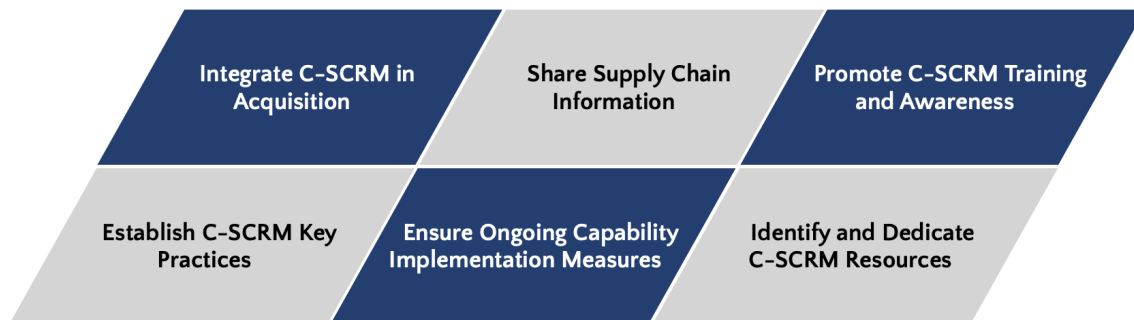 Integrate C-SCRM in
Acquisition
Share Supply Chain
Information
Promote C-SCRM Training
and Awareness
Establish C-SCRM Key
Practices
Ensure Ongoing Capability
Implementation Measures
Identify and Dedicate
C-SCRM Resources